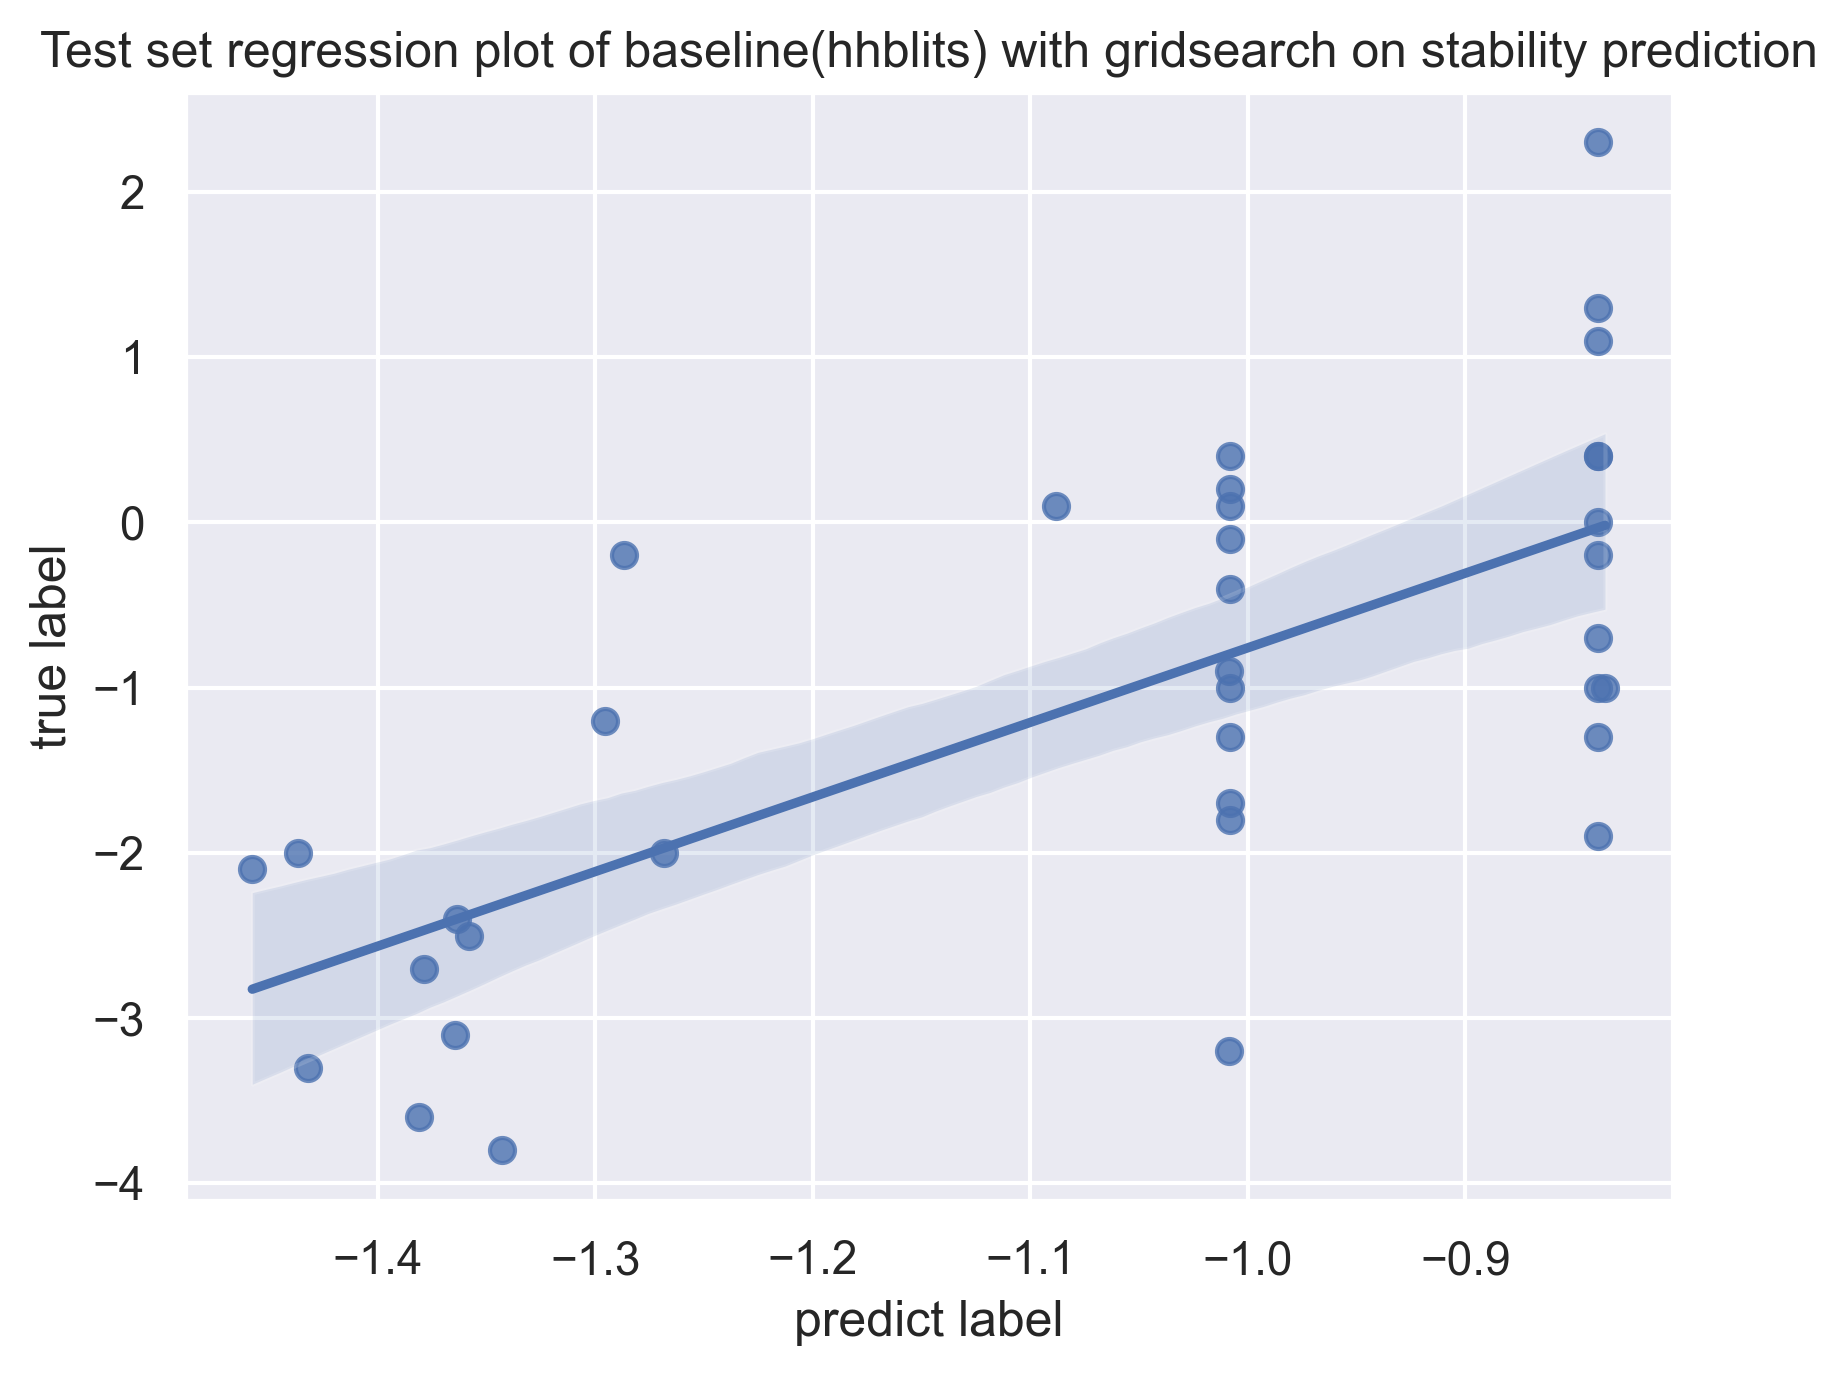 Test set regression plot of baseline(hhblits) with gridsearch on stability prediction
2
1
0
−1
−2
−3
−4
true label
−1.4 −1.3 −1.2 −1.1 −1.0 −0.9
predict label